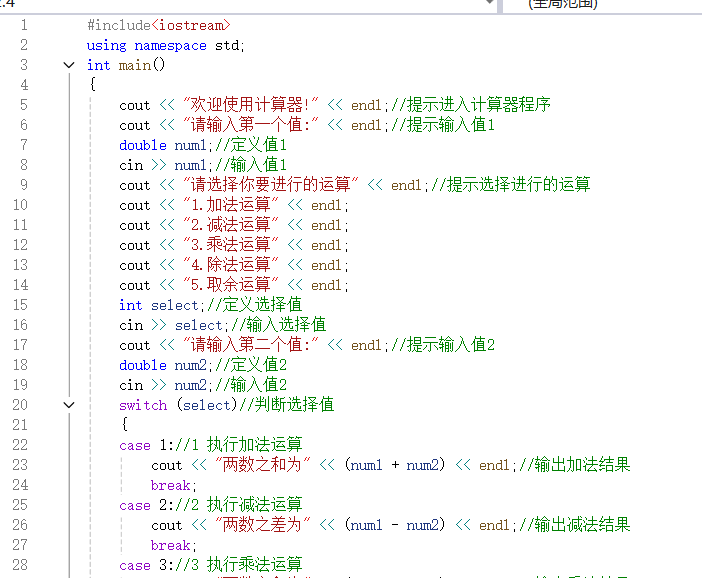 2.4
(全局范围)
1 #include<iostream>
2 using namespace std;
3 int main()
4 {
5 cout << "欢迎使用计算器!" << endl;//提示进入计算器程序
6 cout << "请输入第一个值:" << endl;//提示输入值1
7 double num1;//定义值1
8 cin >> num1;//输入值1
9 cout << "请选择你要进行的运算" << endl;//提示选择进行的运算
10 cout << "1.加法运算" << endl;
11 cout << "2.减法运算" << endl;
12 cout << "3.乘法运算" << endl;
13 cout << "4.除法运算" << endl;
14 cout << "5.取余运算" << endl;
15 int select;//定义选择值
16 cin >> select;//输入选择值
17 cout << "请输入第二个值:" << endl;//提示输入值2
18 double num2;//定义值2
19 cin >> num2;//输入值2
20 switch (select)//判断选择值
21 {
22 case 1://1 执行加法运算
23 cout << "两数之和为" << (num1 + num2) << endl;//输出加法结果
24 break;
25 case 2://2 执行减法运算
26 cout << "两数之差为" << (num1 - num2) << endl;//输出减法结果
27 break;
28 case 3://3 执行乘法运算